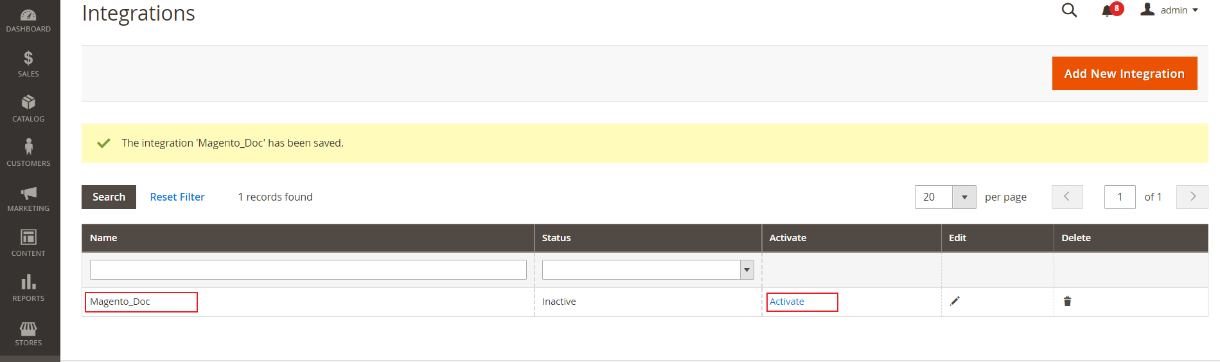 DASHBOARD
SALES
CATALOG
CUSTOMERS
MARKETING
CONTENT
REPORTS
STORES
Integrations
8 admin
Add New Integration
The integration 'Magento_Doc' has been saved.
Search Reset Filter 1 records found 20 per page 1 of 1
Name Status Activate Edit Delete
Magento_Doc Inactive Activate